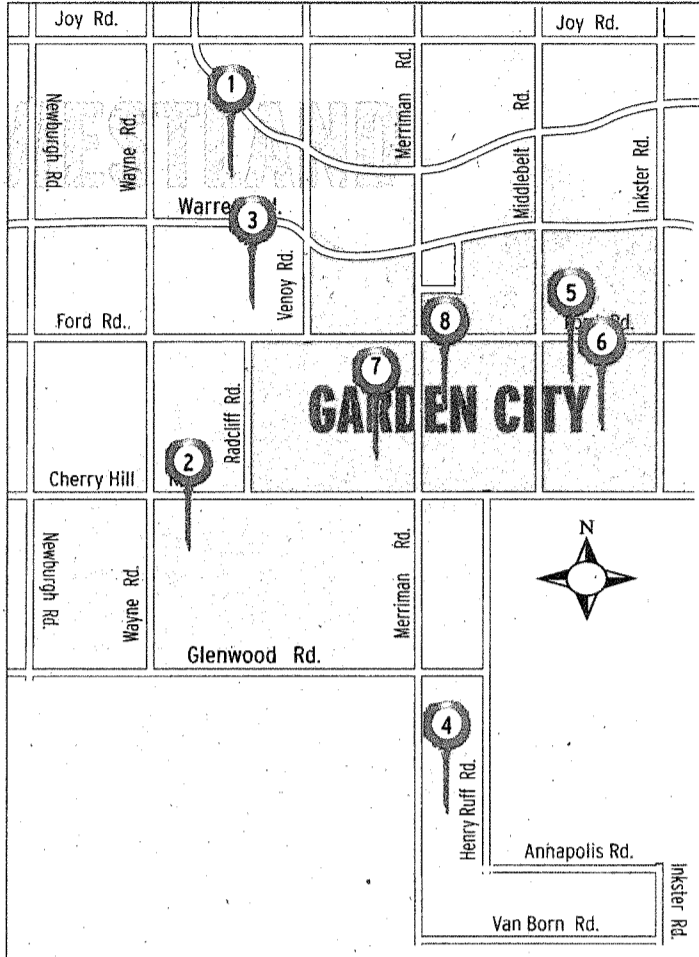 Joy Rd.
Joy Rd.
WESTLAND
Newburgh Rd.
Wayne Rd.
1
Merriman Rd.
Middlebelt Rd.
Inkster Rd.
3
Venoy Rd.
5
Ford Rd..
8
6
7
GARDEN CITY
Radcliff Rd.
2
Cherry Hill
N
Newburgh Rd.
Wayne Rd.
Merriman Rd.
Glenwood Rd.
4
Henry Ruff Rd.
Annapolis Rd.
Inkster Rd.
Van Born Rd.